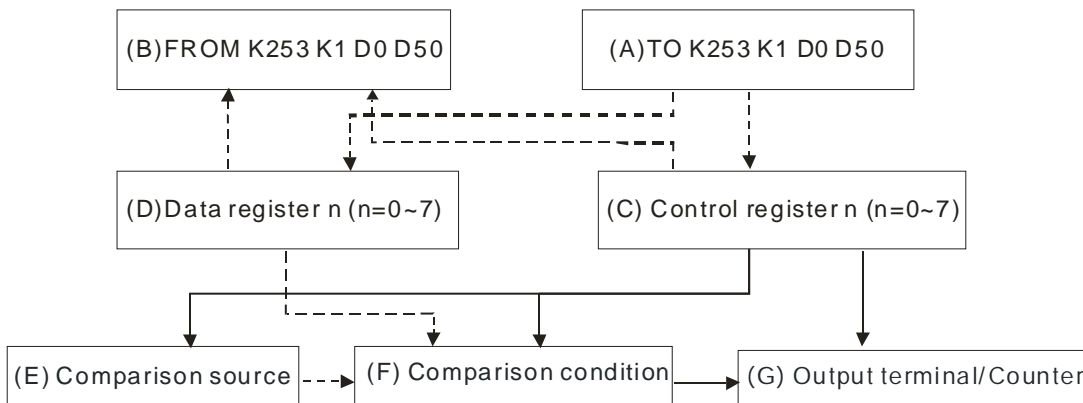 (B)FROM K253 K1 D0 D50
(A)TO K253 K1 D0 D50
(D)Data register n (n=0~7)
(C) Control register n (n=0~7)
(E) Comparison source
(F) Comparison condition
(G) Output terminal/Counter